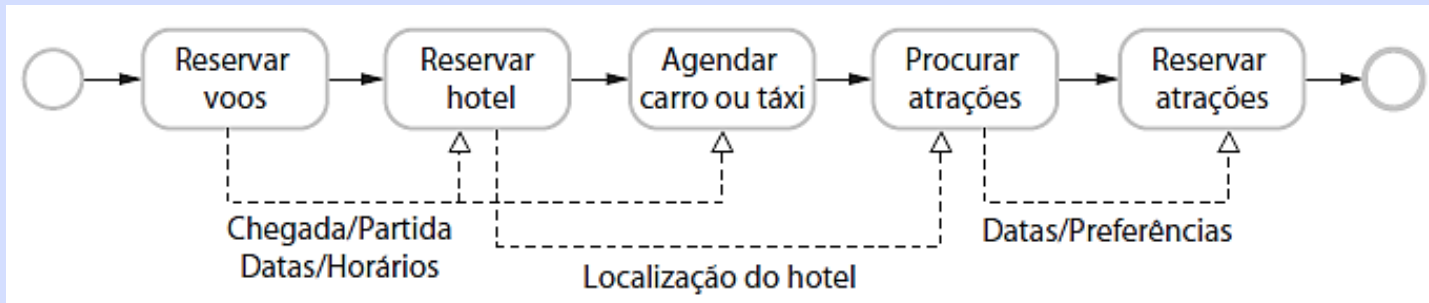 Reservar
voos
Reservar
hotel
Agendar
carro ou táxi
Procurar
atrações
Reservar
atrações
Chegada/Partida
Datas/Horários
Localização do hotel
Datas/Preferências